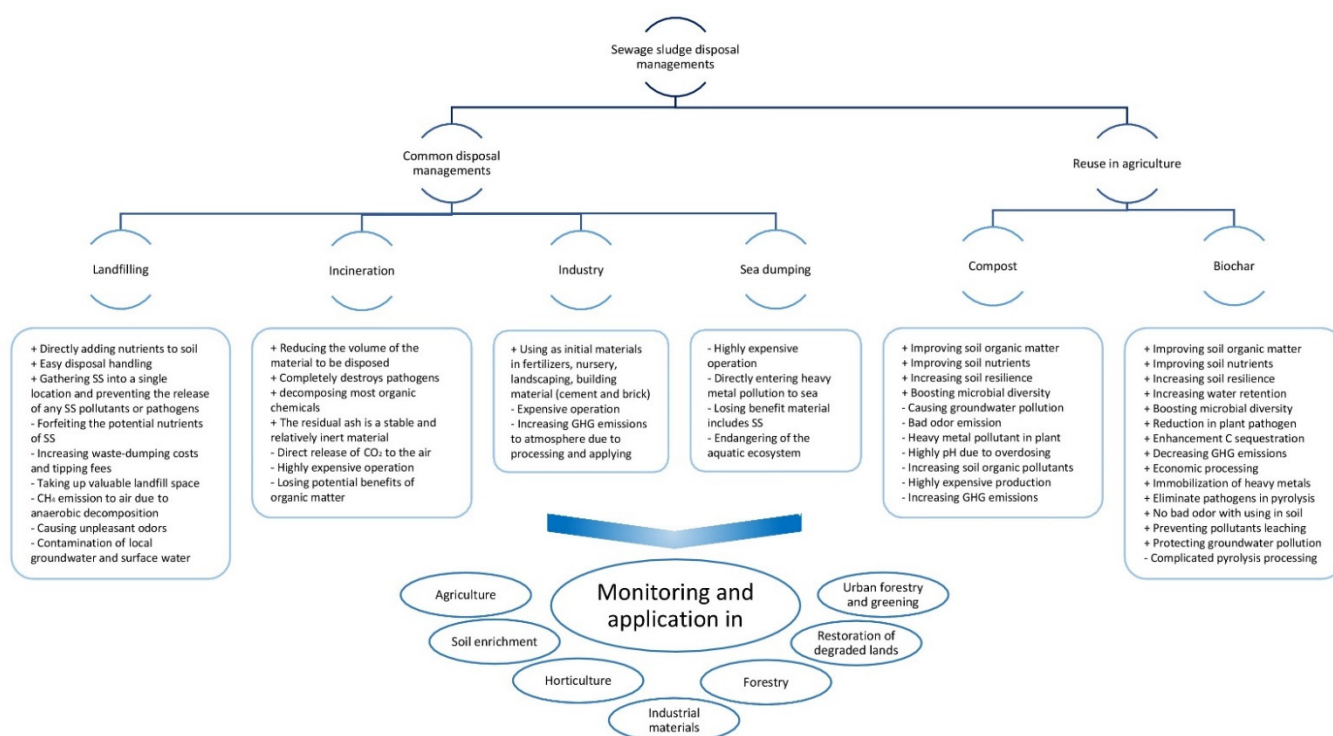 Sewage sludge disposal
managements
Common disposal
managements
Reuse in agriculture
Landfilling
Incineration
Industry
Sea dumping
Compost
Biochar
+ Directly adding nutrients to soil
+ Easy disposal handling
+ Gathering SS into a single
location and preventing the release
of any SS pollutants or pathogens
- Forfeiting the potential nutrients
of SS
- Increasing waste-dumping costs
and tipping fees
- Taking up valuable landfill space
- CH₄ emission to air due to
anaerobic decomposition
- Causing unpleasant odors
- Contamination of local
groundwater and surface water
+ Reducing the volume of the
material to be disposed
+ Completely destroys pathogens
+ decomposing most organic
chemicals
+ The residual ash is a stable and
relatively inert material
- Direct release of CO₂ to the air
- Highly expensive operation
- Losing potential benefits of
organic matter
+ Using as initial materials
in fertilizers, nursery,
landscaping, building
material (cement and brick)
- Expensive operation
- Increasing GHG emissions
to atmosphere due to
processing and applying
- Highly expensive
operation
- Directly entering heavy
metal pollution to sea
- Losing benefit material
includes SS
- Endangering of the
aquatic ecosystem
+ Improving soil organic matter
+ Improving soil nutrients
+ Increasing soil resilience
+ Boosting microbial diversity
- Causing groundwater pollution
- Bad odor emission
- Heavy metal pollutant in plant
- Highly pH due to overdosing
- Increasing soil organic pollutants
- Highly expensive production
- Increasing GHG emissions
+ Improving soil organic matter
+ Improving soil nutrients
+ Increasing soil resilience
+ Increasing water retention
+ Boosting microbial diversity
+ Reduction in plant pathogen
+ Enhancement C sequestration
+ Decreasing GHG emissions
+ Economic processing
+ Immobilization of heavy metals
+ Eliminate pathogens in pyrolysis
+ No bad odor with using in soil
+ Preventing pollutants leaching
+ Protecting groundwater pollution
- Complicated pyrolysis processing
Monitoring and
application in
Agriculture
Soil enrichment
Horticulture
Industrial
materials
Forestry
Restoration of
degraded lands
Urban forestry
and greening